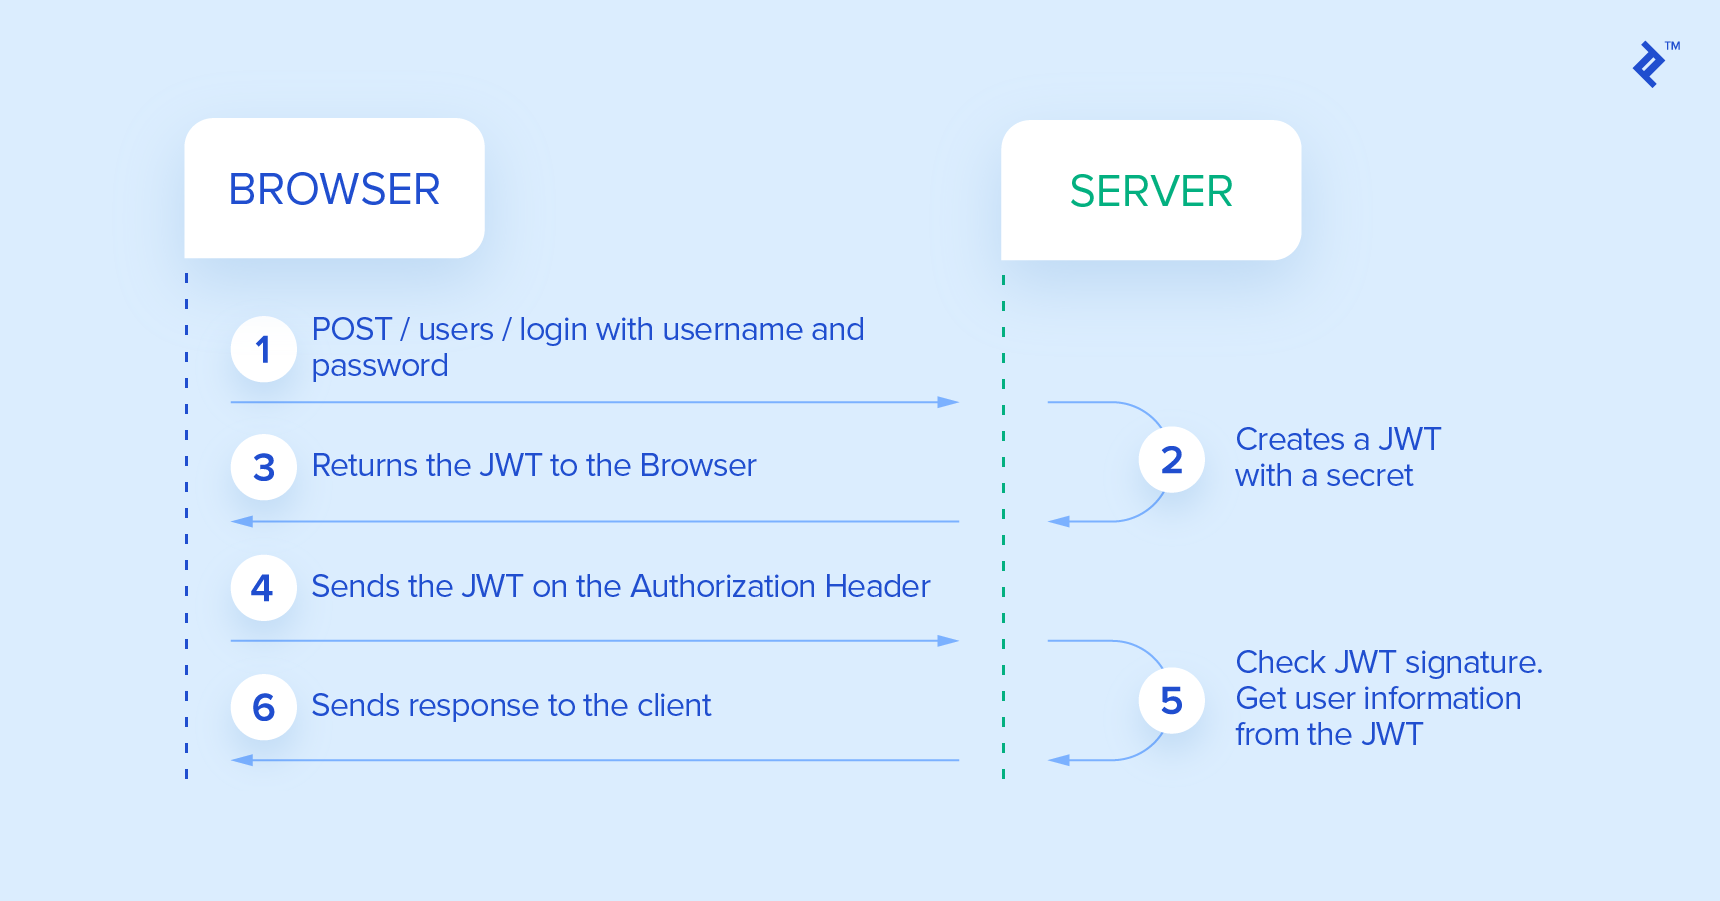 ™
BROWSER
SERVER
1
POST / users / login with username and
password
2
Creates a JWT
with a secret
3
Returns the JWT to the Browser
4
Sends the JWT on the Authorization Header
5
Check JWT signature.
Get user information
from the JWT
6
Sends response to the client